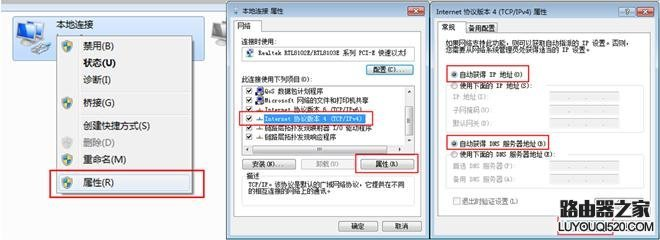 本地连接
禁用(B)
状态(U)
诊断(I)
桥接(G)
创建快捷方式(S)
删除(D)
重命名(M)
属性(R)
本地连接 属性
网络
连接时使用:
Realtek RTL8102E/RTL8103E 系列 PCI-E 快速以太
配置(C)...
此连接使用下列项目(O):
QoS 数据包计划程序
Microsoft 网络的文件和打印机共享
Internet 协议版本 6 (TCP/IPv6)
Internet 协议版本 4 (TCP/IPv4)
链路层拓扑发现映射器 I/O 驱动程序
链路层拓扑发现响应程序
安装(N)...
卸载(U)
属性(R)
描述
TCP/IP。该协议是默认的广域网络协议，它提供在不同的相互连接的网络上的通讯。
确定
取消
Internet 协议版本 4 (TCP/IPv4) 属性
常规
备用配置
如果网络支持此功能，则可以获取自动指派的 IP 设置。否则，
您需要从网络系统管理员处获得适当的 IP 设置。
自动获得 IP 地址(O)
使用下面的 IP 地址(S):
IP 地址(I):
子网掩码(U):
默认网关(D):
自动获得 DNS 服务器地址(B)
使用下面的 DNS 服务器地址(E):
首选 DNS 服务器(P):
备用 DNS 服务器(A):
退出时验证设置(L)
路由器之家
LUYOUQI520.COM